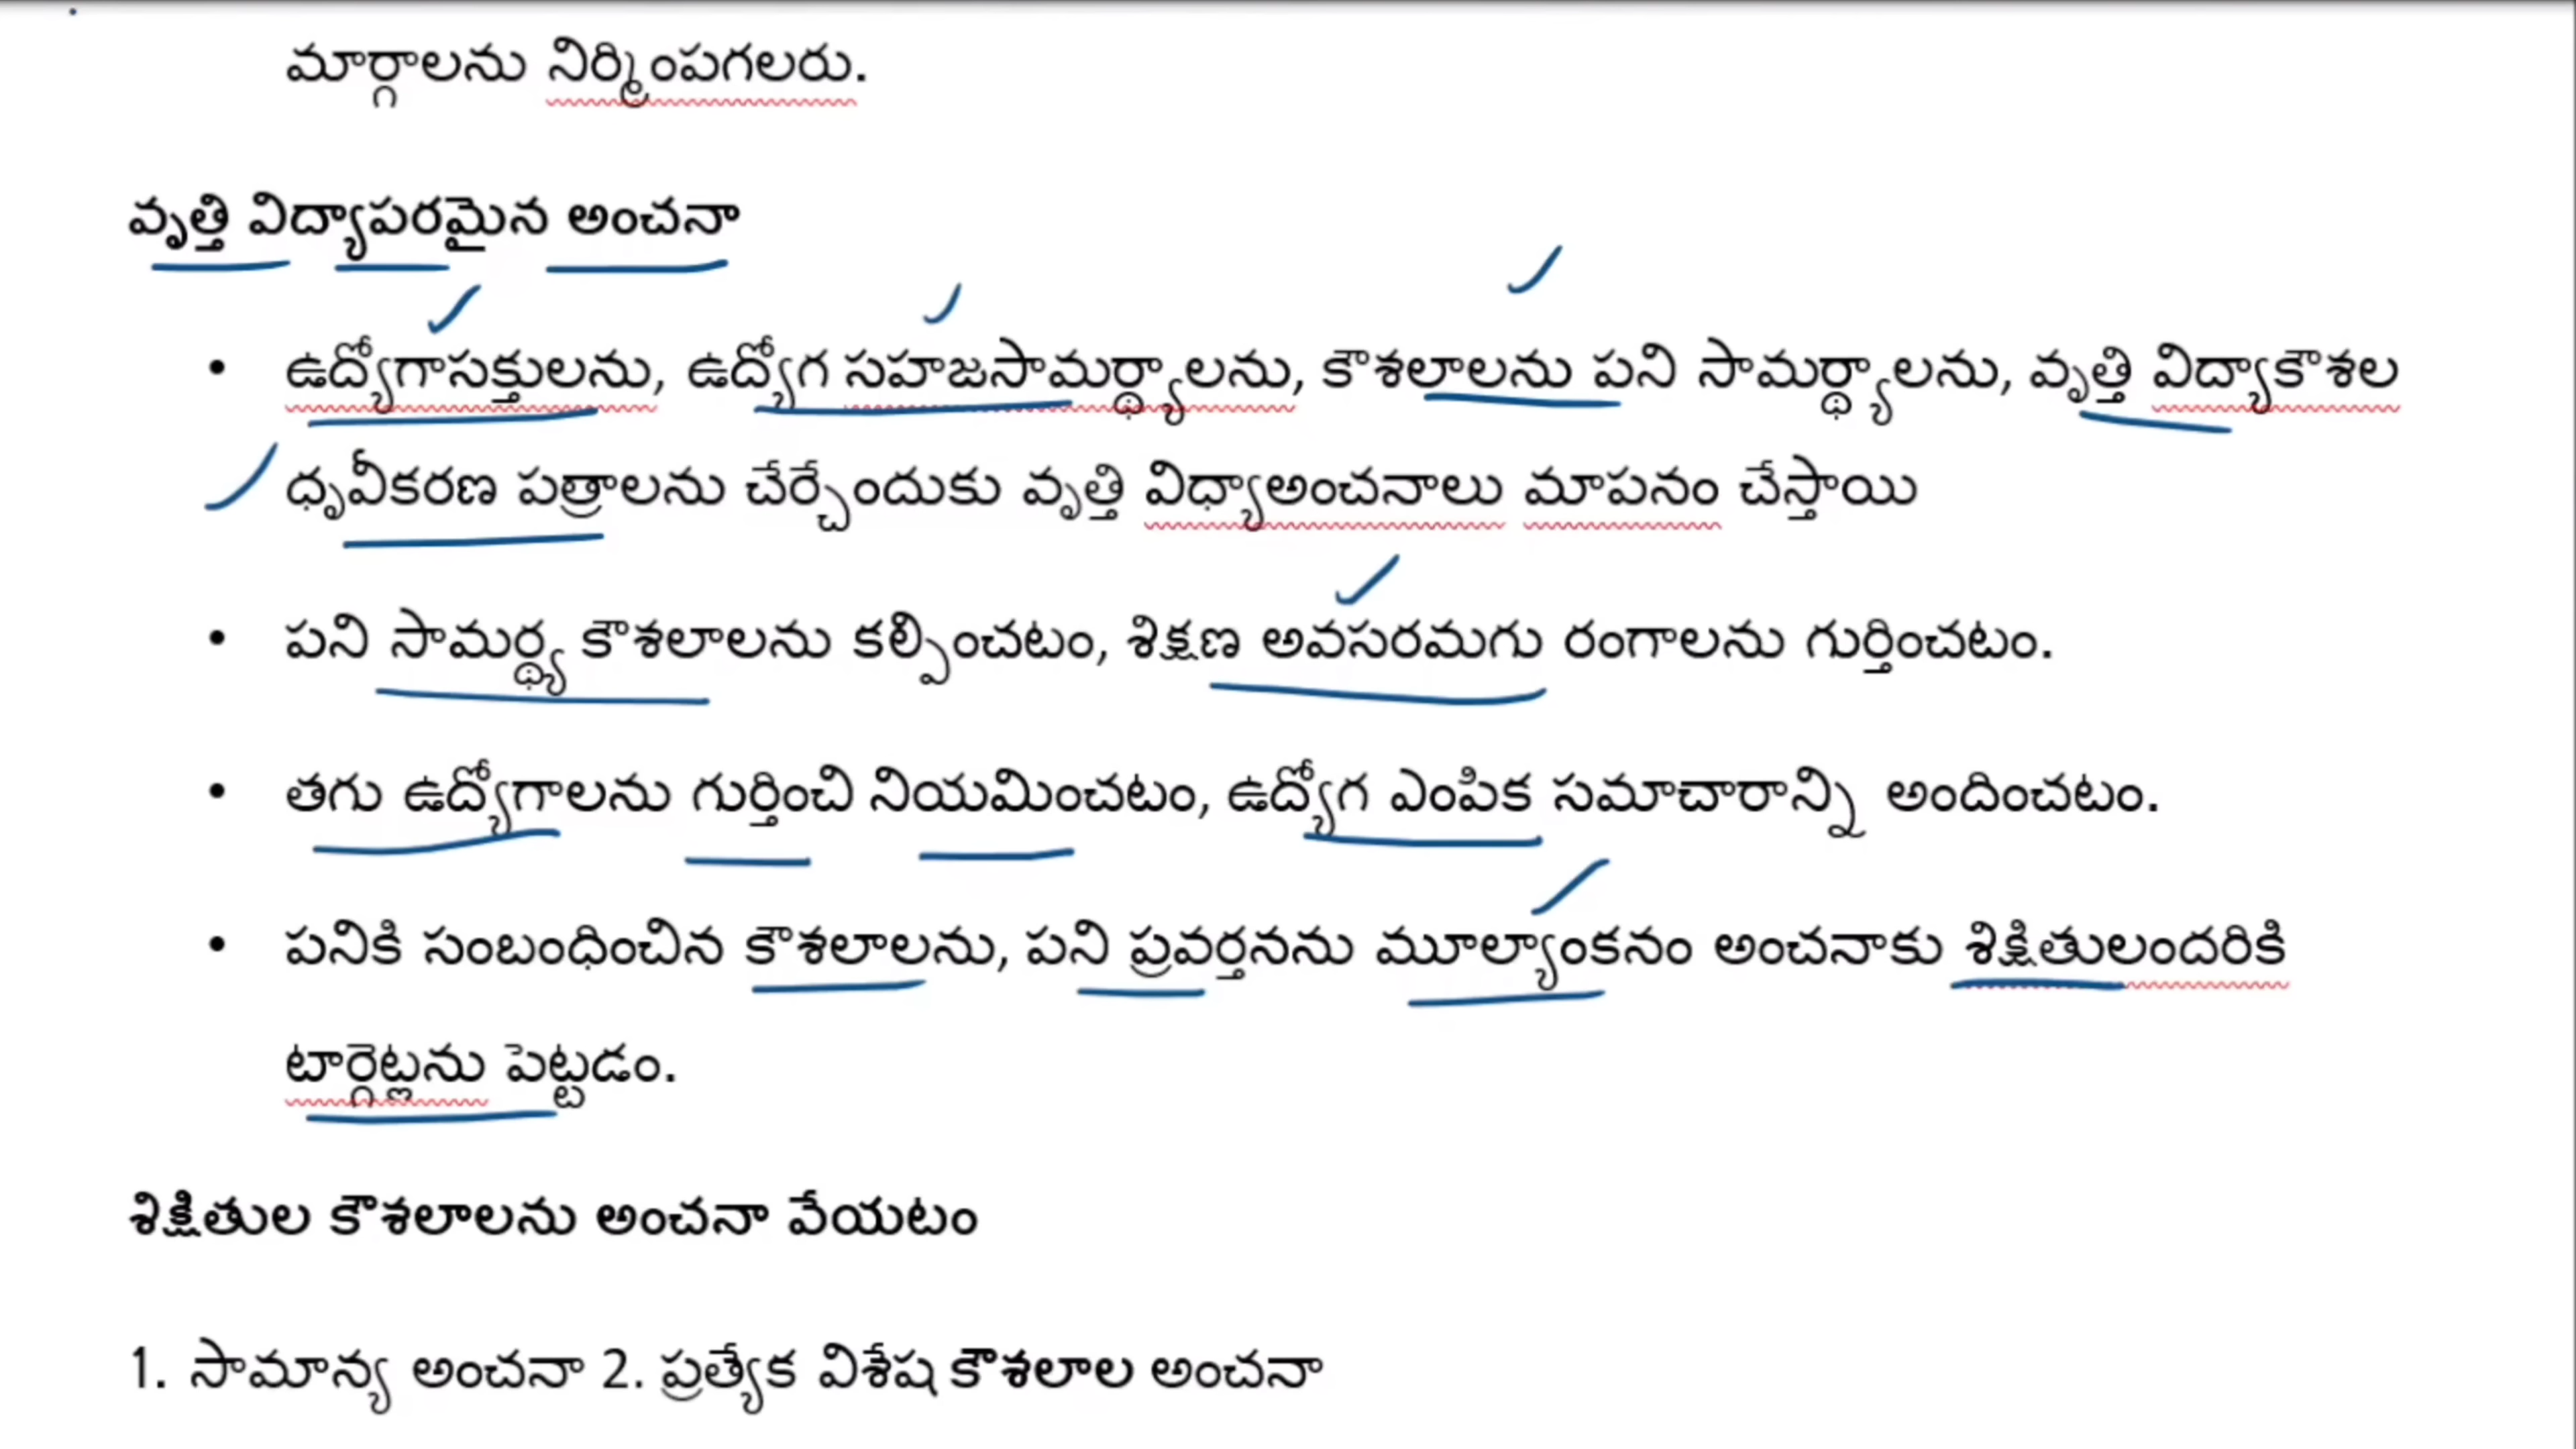 మార్గాలను నిర్మింపగలరు.
వృత్తి విద్యాపరమైన అంచనా
• ఉద్యోగాసక్తులను, ఉద్యోగ సహజసామర్థ్యాలను, కౌశలాలను పని సామర్థ్యాలను, వృత్తి విద్యాకౌశల
ధృవీకరణ పత్రాలను చేర్చేందుకు వృత్తి విధ్యాఅంచనాలు మాపనం చేస్తాయి
• పని సామర్థ్య కౌశలాలను కల్పించటం, శిక్షణ అవసరమగు రంగాలను గుర్తించటం.
• తగు ఉద్యోగాలను గుర్తించి నియమించటం, ఉద్యోగ ఎంపిక సమాచారాన్ని అందించటం.
• పనికి సంబంధించిన కౌశలాలను, పని ప్రవర్తనను మూల్యాంకనం అంచనాకు శిక్షితులందరికి
టార్గెట్లను పెట్టడం.
శిక్షితుల కౌశలాలను అంచనా వేయటం
1. సామాన్య అంచనా 2. ప్రత్యేక విశేష కౌశలాల అంచనా